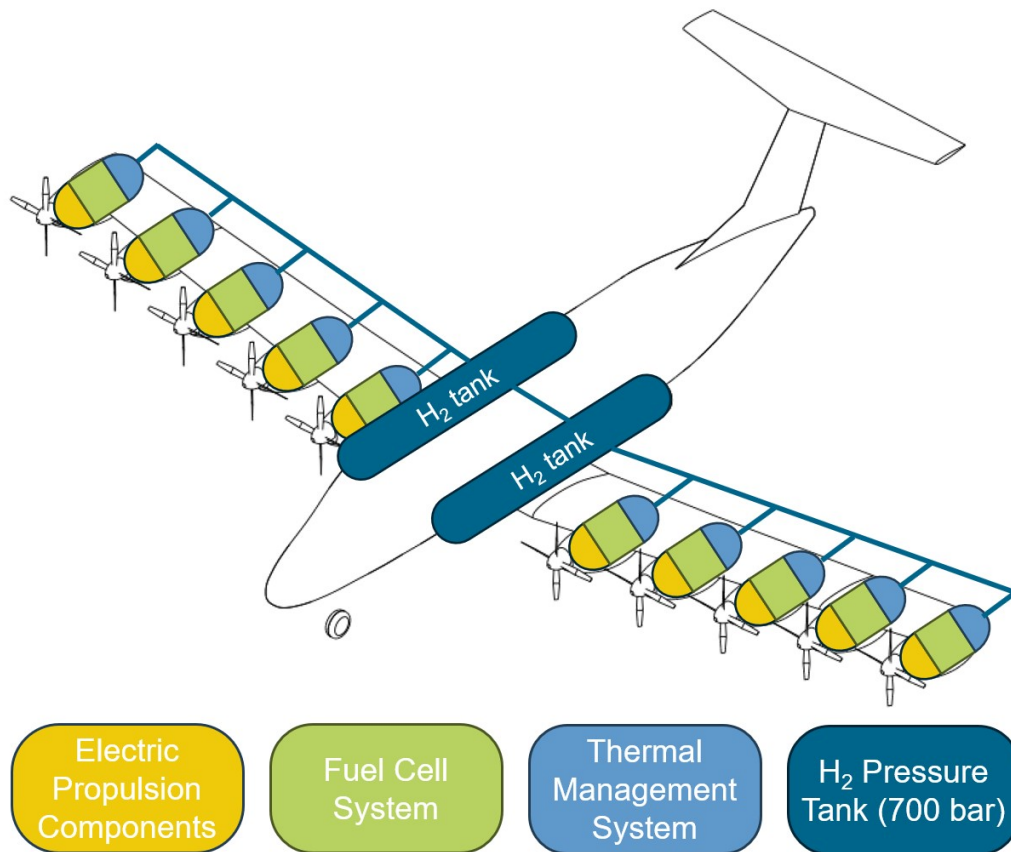 H₂ tank
H₂ tank
Electric
Propulsion
Components
Fuel Cell
System
Thermal
Management
System
H₂ Pressure
Tank (700 bar)